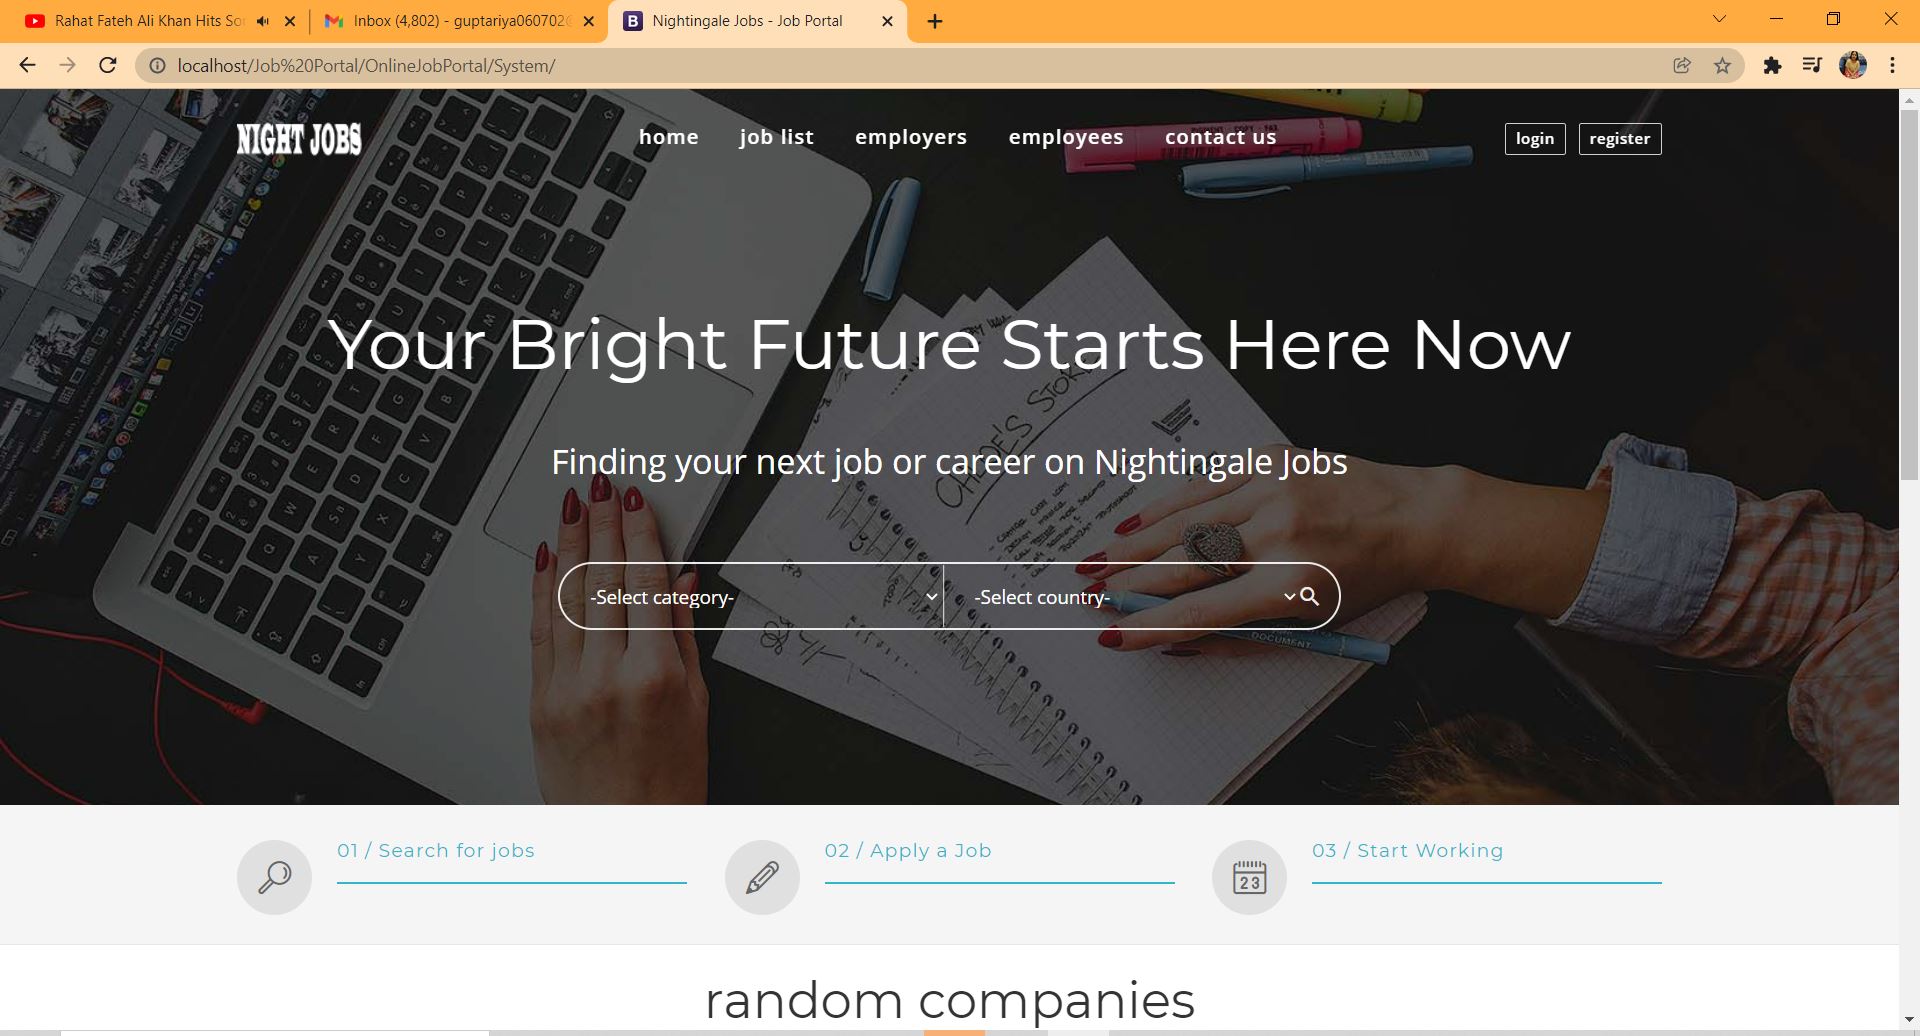 Rahat Fateh Ali Khan Hits So
Inbox (4,802) - guptariya060702
Nightingale Jobs - Job Portal
localhost/Job%20Portal/OnlineJobPortal/System/
NIGHT JOBS
home
job list
employers
employees
contact us
login
register
Your Bright Future Starts Here Now
Finding your next job or career on Nightingale Jobs
-Select category-
-Select country-
DOCUMENT
01 / Search for jobs
02 / Apply a Job
03 / Start Working
23
random companies